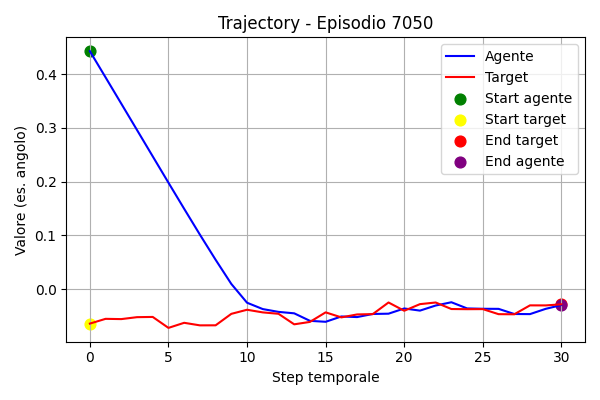 Trajectory - Episodio 7050
Valore (es. angolo)
0.4
0.3
0.2
0.1
0.0
0
5
10
15
20
25
30
Step temporale
Agente
Target
Start agente
Start target
End target
End agente